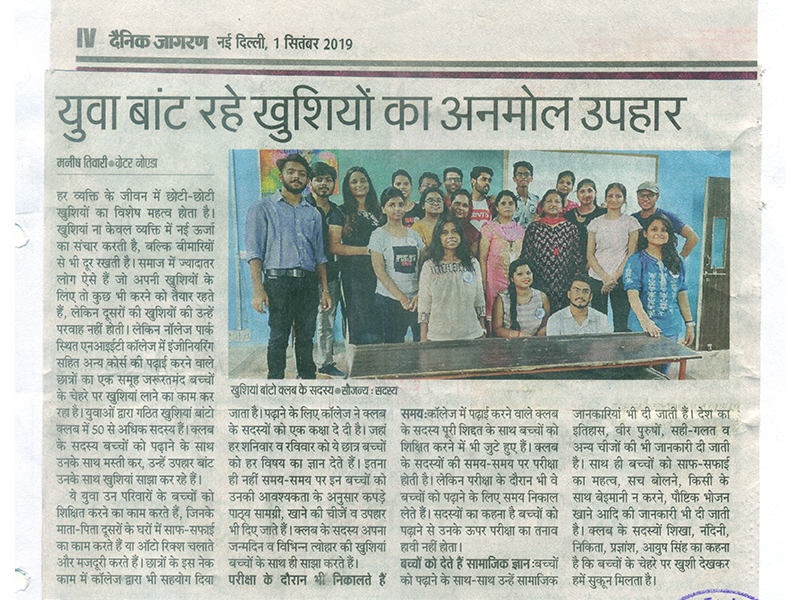 IV दैनिक जागरण नई दिल्ली, 1 सितंबर 2019
युवा बांट रहे खुशियों का अनमोल उपहार
मनीष तिवारी ● ग्रेटर नोएडा
हर व्यक्ति के जीवन में छोटी-छोटी
खुशियों का विशेष महत्व होता है।
खुशियां ना केवल व्यक्ति में नई ऊर्जा
का संचार करती है, बल्कि बीमारियों
से भी दूर रखती है। समाज में ज्यादातर
लोग ऐसे हैं जो अपनी खुशियों के
लिए तो कुछ भी करने को तैयार रहते
हैं, लेकिन दूसरों की खुशियों की उन्हें
परवाह नहीं होती। लेकिन नॉलेज पार्क
स्थित एनआइईटी कॉलेज में इंजीनियरिंग
सहित अन्य कोर्स की पढ़ाई करने वाले
छात्रों का एक समूह जरूरतमंद बच्चों
के चेहरे पर खुशियां लाने का काम कर
रहा है। युवाओं द्वारा गठित खुशियां बांटो
क्लब में 50 से अधिक सदस्य हैं। क्लब
के सदस्य बच्चों को पढ़ाने के साथ
उनके साथ मस्ती कर, उन्हें उपहार बांट
उनके साथ खुशियां साझा कर रहे हैं।
ये युवा उन परिवारों के बच्चों को
शिक्षित करने का काम करते हैं, जिनके
माता-पिता दूसरों के घरों में साफ-सफाई
का काम करते हैं या ऑटो रिक्श चलाते
और मजदूरी करते हैं। छात्रों के इस नेक
काम में कॉलेज द्वारा भी सहयोग दिया
खुशियां बांटो क्लब के सदस्य ● सौजन्य : सदस्य
जाता है। पढ़ाने के लिए कॉलेज ने क्लब
के सदस्यों को एक कक्षा दे दी है। जहां
हर शनिवार व रविवार को ये छात्र बच्चों
को हर विषय का ज्ञान देते हैं। इतना
ही नहीं समय-समय पर इन बच्चों को
उनकी आवश्यकता के अनुसार कपड़े
पाठ्य सामग्री, खाने की चीजें व उपहार
भी दिए जाते हैं। क्लब के सदस्य अपना
जन्मदिन व विभिन्न त्योहार की खुशियां
बच्चों के साथ ही साझा करते हैं।
परीक्षा के दौरान भी निकालते हैं
समय:कॉलेज में पढ़ाई करने वाले क्लब
के सदस्य पूरी शिद्दत के साथ बच्चों को
शिक्षित करने में भी जुटे हुए हैं। क्लब
के सदस्यों की समय-समय पर परीक्षा
होती है। लेकिन परीक्षा के दौरान भी वे
बच्चों को पढ़ाने के लिए समय निकाल
लेते हैं। सदस्यों का कहना है बच्चों को
पढ़ाने से उनके ऊपर परीक्षा का तनाव
हावी नहीं होता।
बच्चों को देते हैं सामाजिक ज्ञान:बच्चों
को पढ़ाने के साथ-साथ उन्हें सामाजिक
जानकारियां भी दी जाती हैं। देश का
इतिहास, वीर पुरुषों, सही-गलत व
अन्य चीजों की भी जानकारी दी जाती
है। साथ ही बच्चों को साफ-सफाई
का महत्व, सच बोलने, किसी के
साथ बेइमानी न करने, पौष्टिक भोजन
खाने आदि की जानकारी भी दी जाती
है। क्लब के सदस्यों शिखा, नंदिनी,
निकिता, प्रज्ञांश, आयुष सिंह का कहना
है कि बच्चों के चेहरे पर खुशी देखकर
हमें सुकून मिलता है।